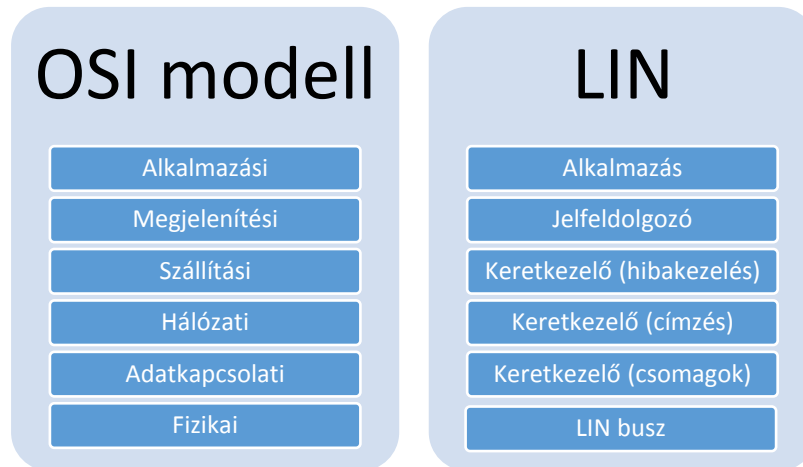 OSI modell
Alkalmazási
Megjelenítési
Szállítási
Hálózati
Adatkapcsolati
Fizikai
LIN
Alkalmazás
Jelfeldolgozó
Keretkezelő (hibakezelés)
Keretkezelő (címzés)
Keretkezelő (csomagok)
LIN busz